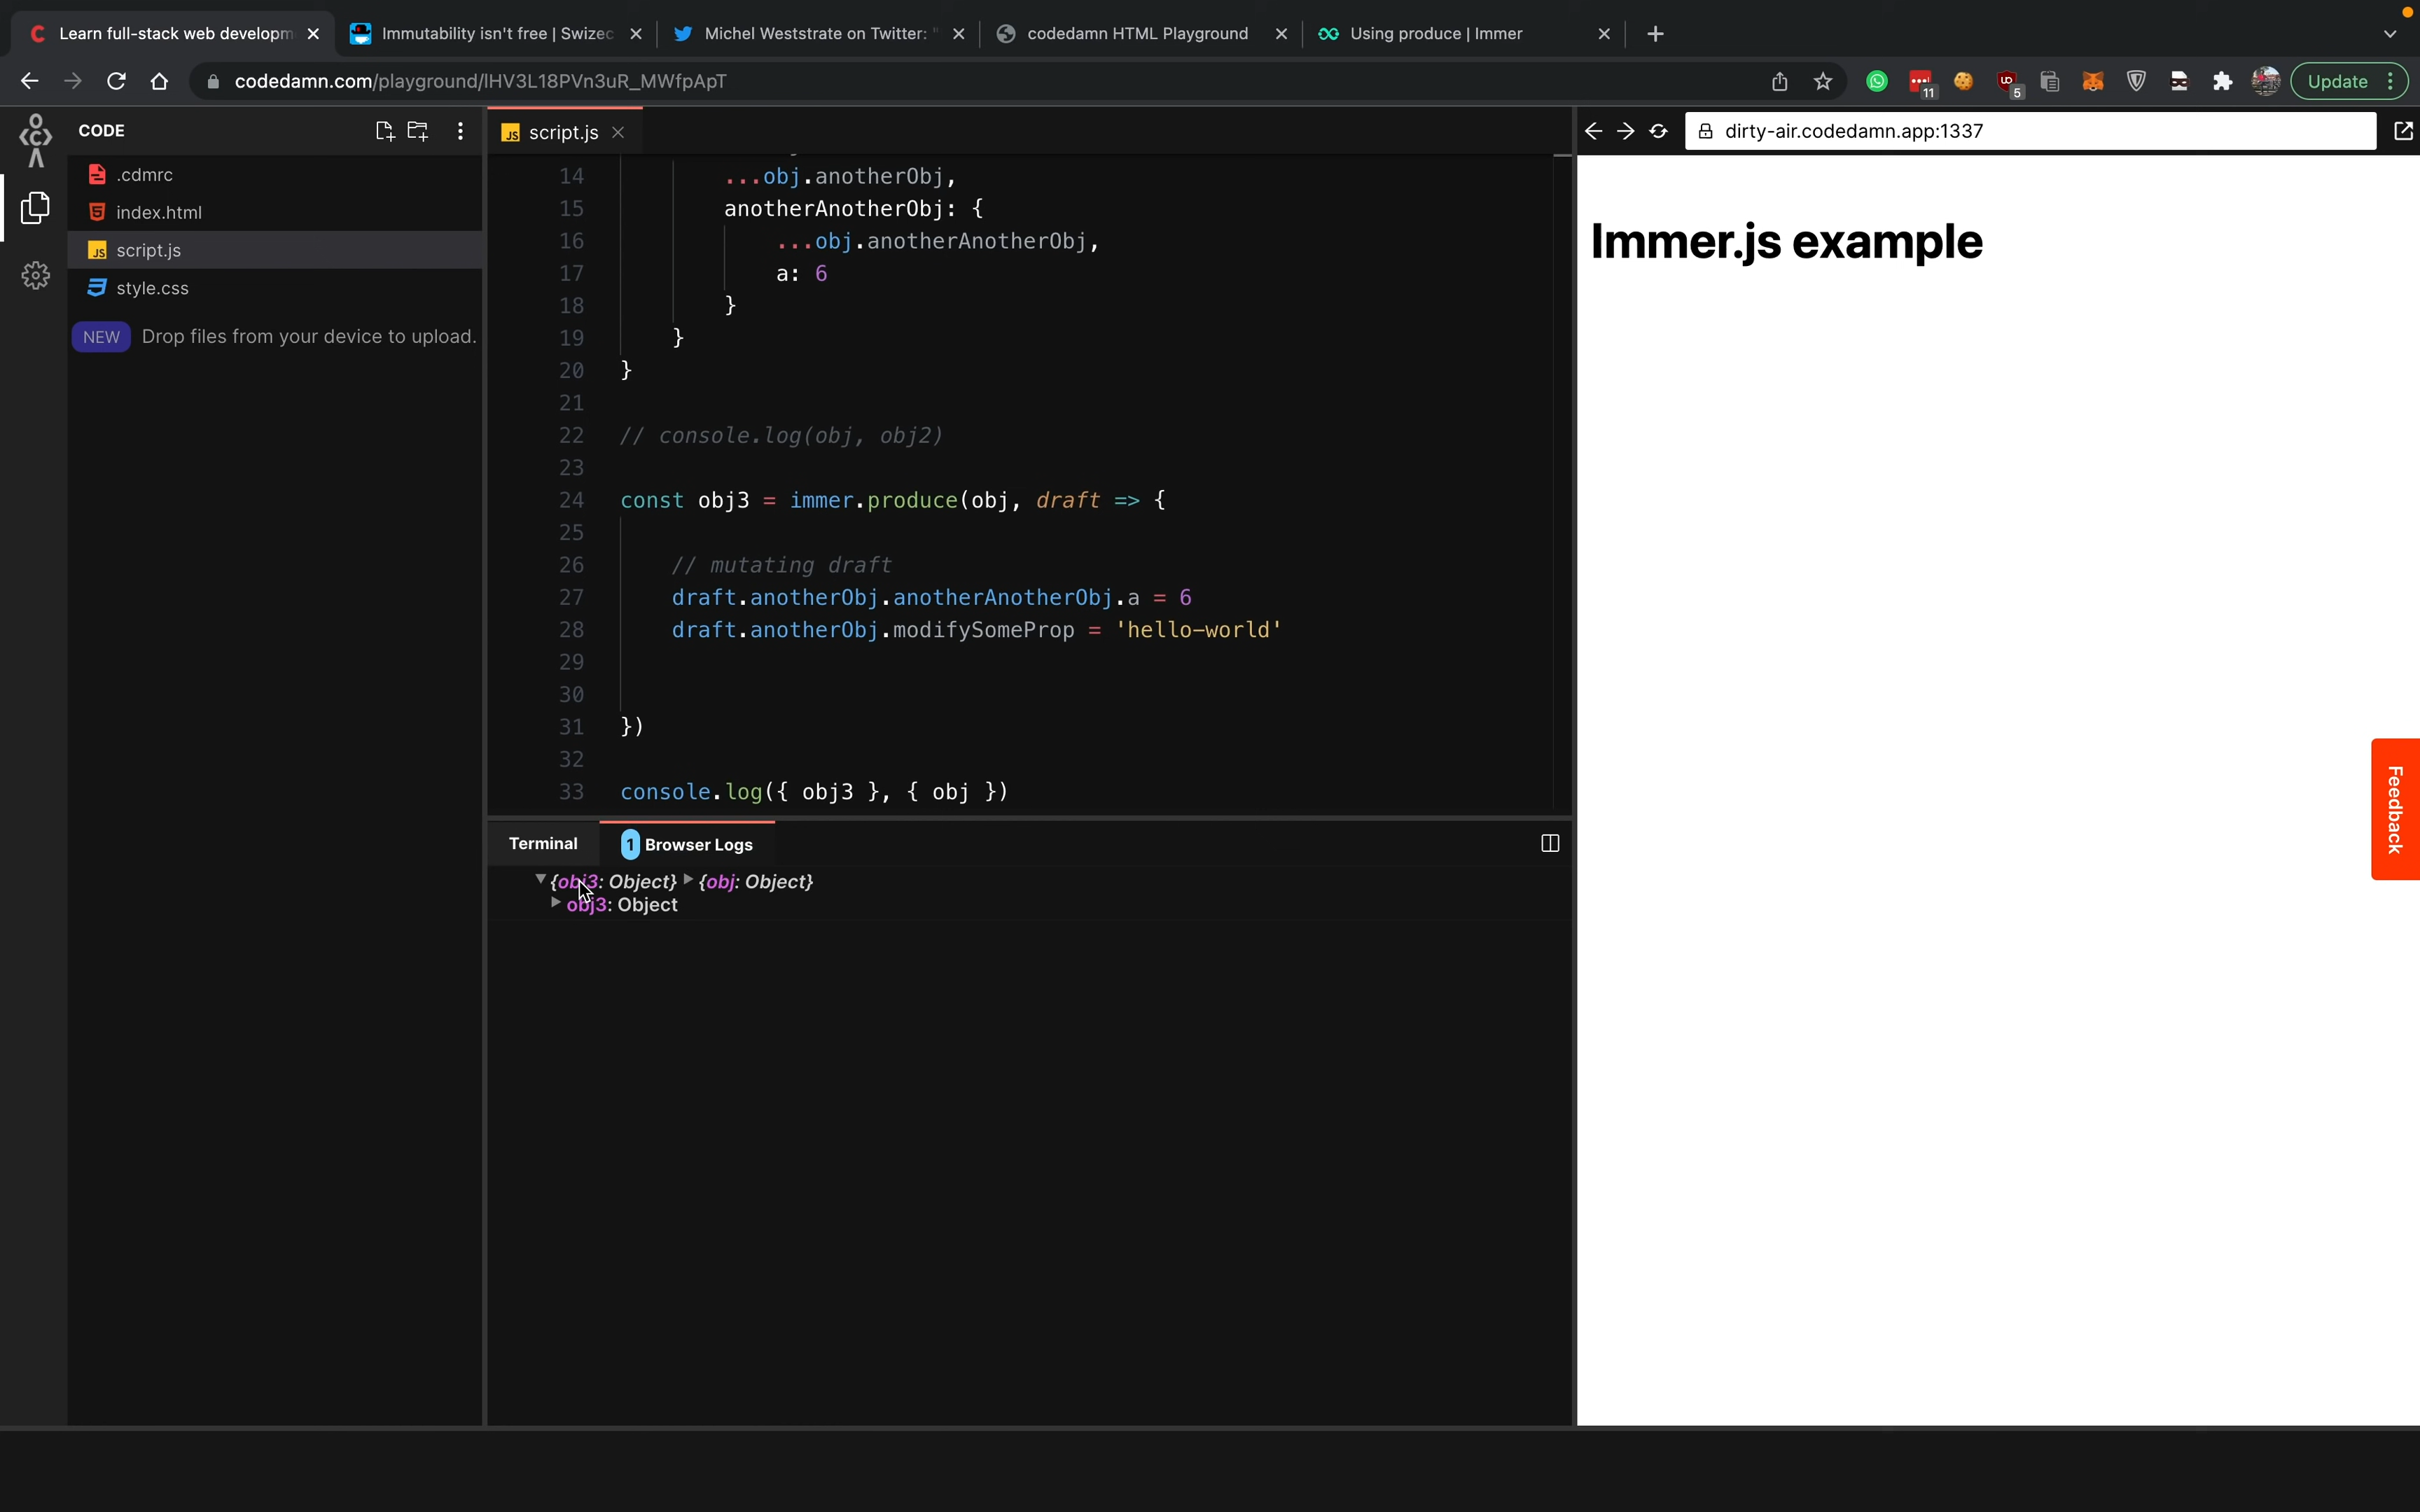 Learn full-stack web developm
Immutability isn't free | Swizec
Michel Weststrate on Twitter: "
codedamn HTML Playground
Using produce | Immer
codedamn.com/playground/lHV3L18PVn3uR_MWfpApT
11
5
Update
CODE
.cdmrc
index.html
script.js
style.css
NEW Drop files from your device to upload.
script.js
14 ...obj.anotherObj,
15 anotherAnotherObj: {
16 ...obj.anotherAnotherObj,
17 a: 6
18 }
19 }
20 }
21
22 // console.log(obj, obj2)
23
24 const obj3 = immer.produce(obj, draft => {
25
26 // mutating draft
27 draft.anotherObj.anotherAnotherObj.a = 6
28 draft.anotherObj.modifySomeProp = 'hello-world'
29
30
31 })
32
33 console.log({ obj3 }, { obj })
Terminal
1 Browser Logs
{obj3: Object} {obj: Object}
obj3: Object
dirty-air.codedamn.app:1337
Immer.js example
Feedback